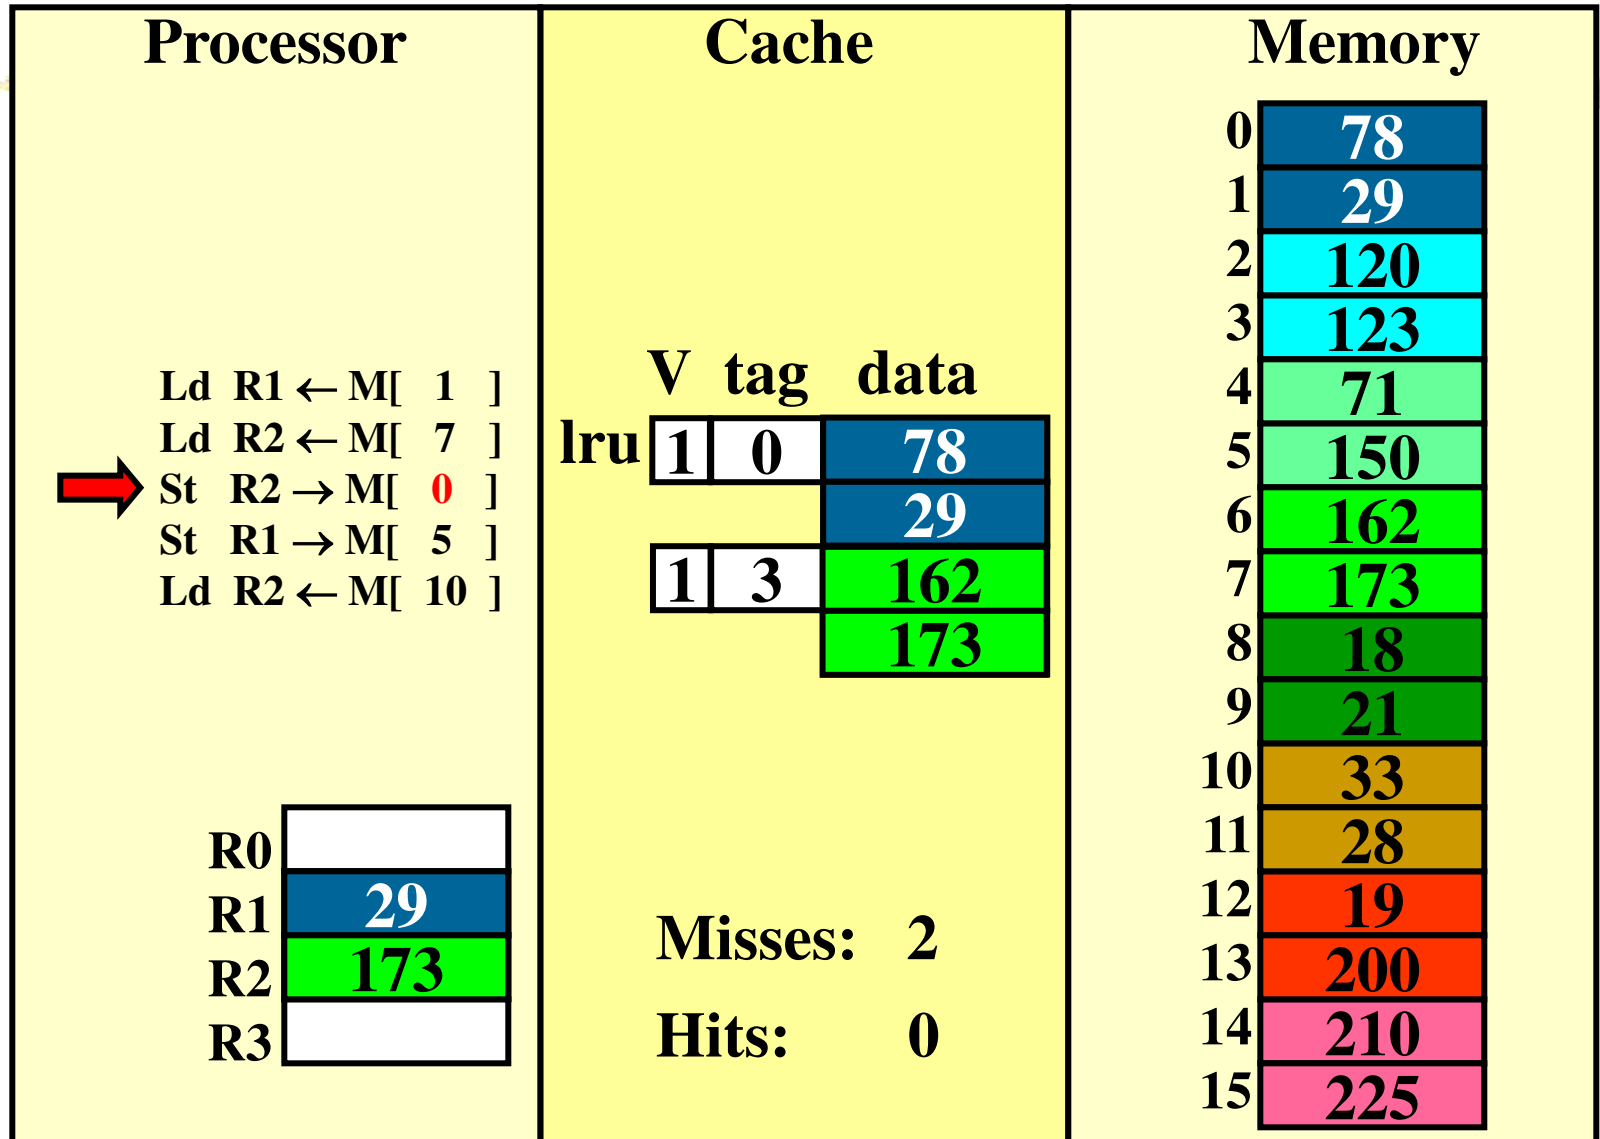 Processor
Ld R1 ← M[ 1 ]
Ld R2 ← M[ 7 ]
St R2 → M[ 0 ]
St R1 → M[ 5 ]
Ld R2 ← M[ 10 ]
R0
R1 29
R2 173
R3
Cache
V tag data
lru 1 0 78
29
1 3 162
173
Misses: 2
Hits: 0
Memory
0 78
1 29
2 120
3 123
4 71
5 150
6 162
7 173
8 18
9 21
10 33
11 28
12 19
13 200
14 210
15 225